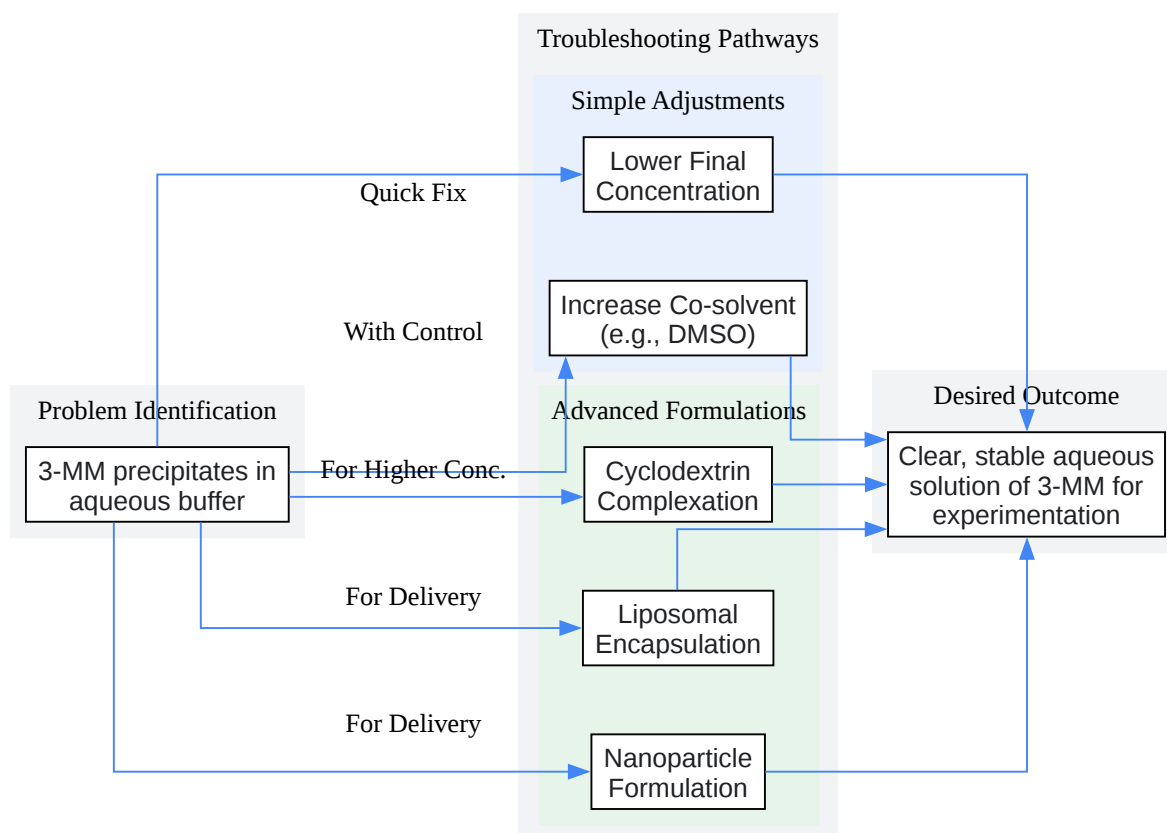 Troubleshooting Pathways
Simple Adjustments
Lower Final
Concentration
Quick Fix
Increase Co-solvent
(e.g., DMSO)
With Control
Problem Identification
3-MM precipitates in
aqueous buffer
For Higher Conc.
Advanced Formulations
Cyclodextrin
Complexation
Desired Outcome
Clear, stable aqueous
solution of 3-MM for
experimentation
For Delivery
Liposomal
Encapsulation
For Delivery
Nanoparticle
Formulation